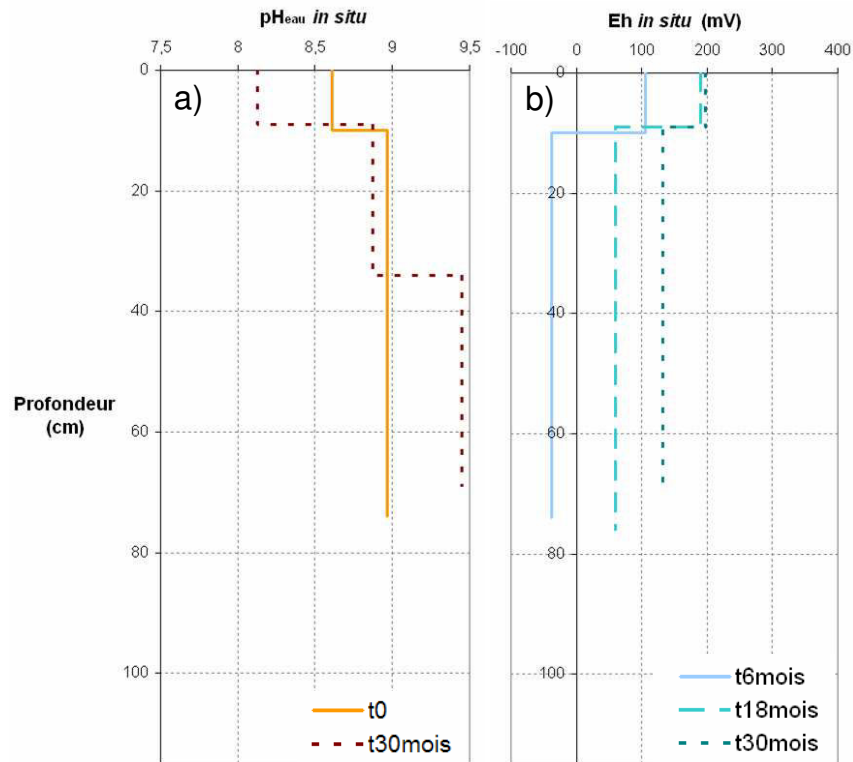 pHeau in situ
7,5 8 8,5 9 9,5
a)
0
20
40
60
80
100
Profondeur
(cm)
t0
t30mois
Eh in situ (mV)
-100 0 100 200 300 400
b)
0
20
40
60
80
100
t6mois
t18mois
t30mois